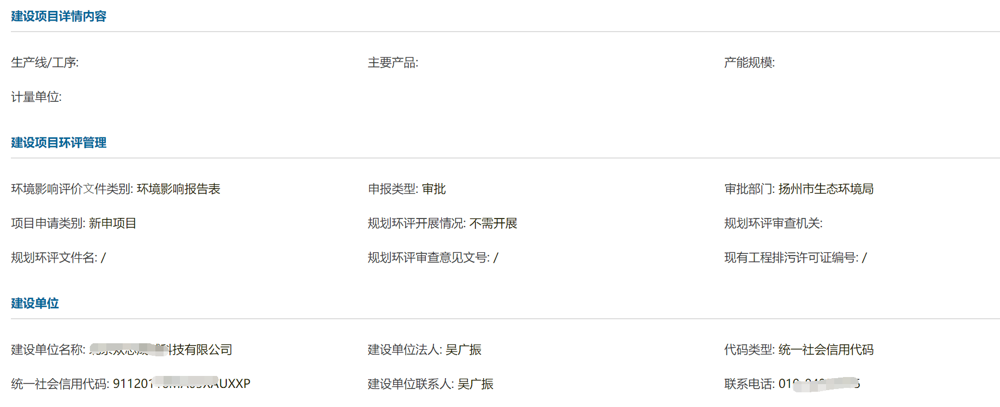 建设项目详情内容
生产线/工序: 主要产品: 产能规模:
计量单位:
建设项目环评管理
环境影响评价文件类别: 环境影响报告表 申报类型: 审批 审批部门: 扬州市生态环境局
项目申请类别: 新申项目 规划环评开展情况: 不需开展 规划环评审查机关:
规划环评文件名: / 规划环评审查意见文号: / 现有工程排污许可证编号: /
建设单位
建设单位名称: 科技有限公司 建设单位法人: 吴广振 代码类型: 统一社会信用代码
统一社会信用代码: 建设单位联系人: 吴广振 联系电话: